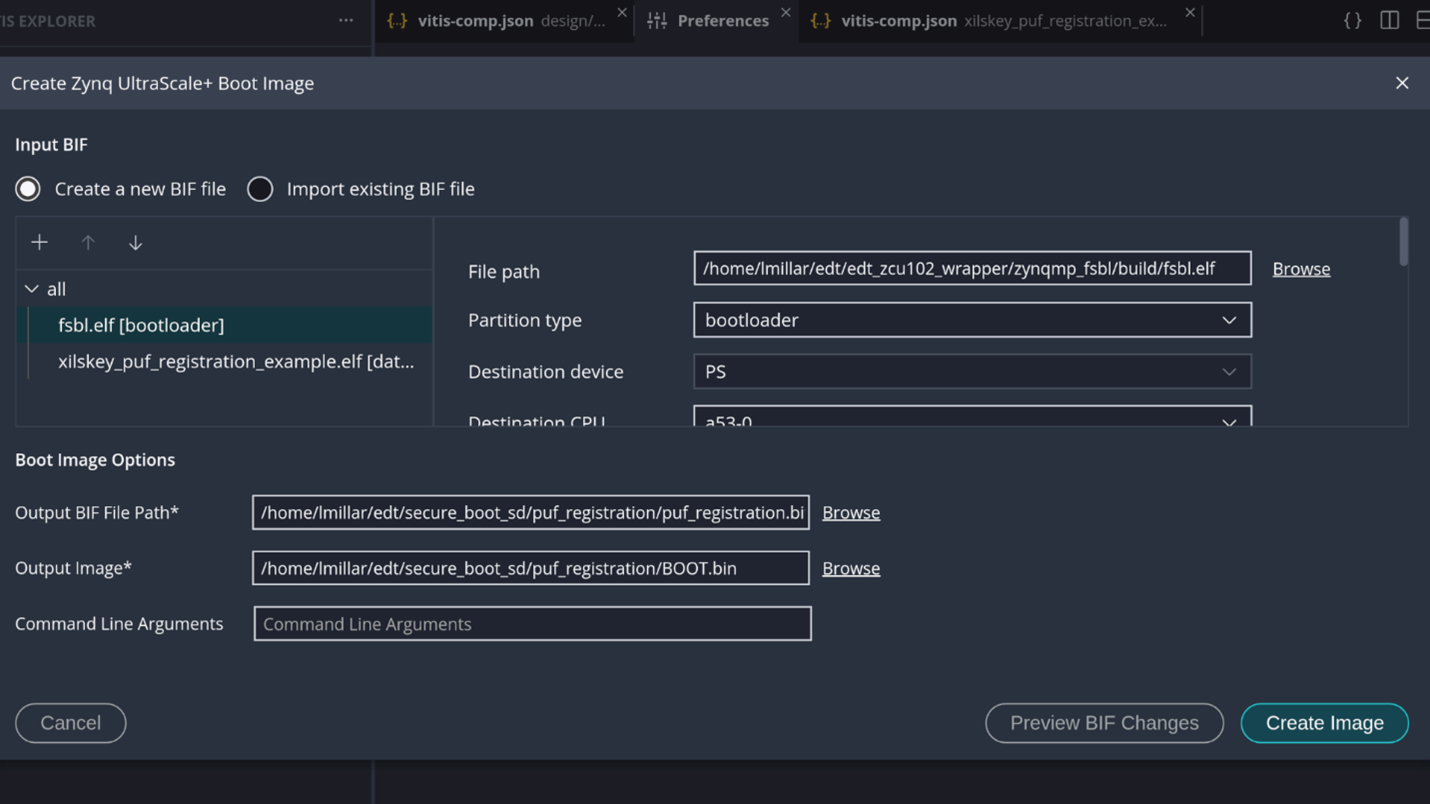 TIS EXPLORER ... {..} vitis-comp.json design/... × Preferences × {..} vitis-comp.json xilskey_puf_registration_ex... × {}
Create Zynq UltraScale+ Boot Image ×
Input BIF
Create a new BIF file Import existing BIF file
+ ↑ ↓
all
fsbl.elf [bootloader]
xilskey_puf_registration_example.elf [dat...
File path /home/lmillar/edt/edt_zcu102_wrapper/zynqmp_fsbl/build/fsbl.elf Browse
Partition type bootloader
Destination device PS
Destination CPU a53-0
Boot Image Options
Output BIF File Path* /home/lmillar/edt/secure_boot_sd/puf_registration/puf_registration.bi Browse
Output Image* /home/lmillar/edt/secure_boot_sd/puf_registration/BOOT.bin Browse
Command Line Arguments Command Line Arguments
Cancel Preview BIF Changes Create Image